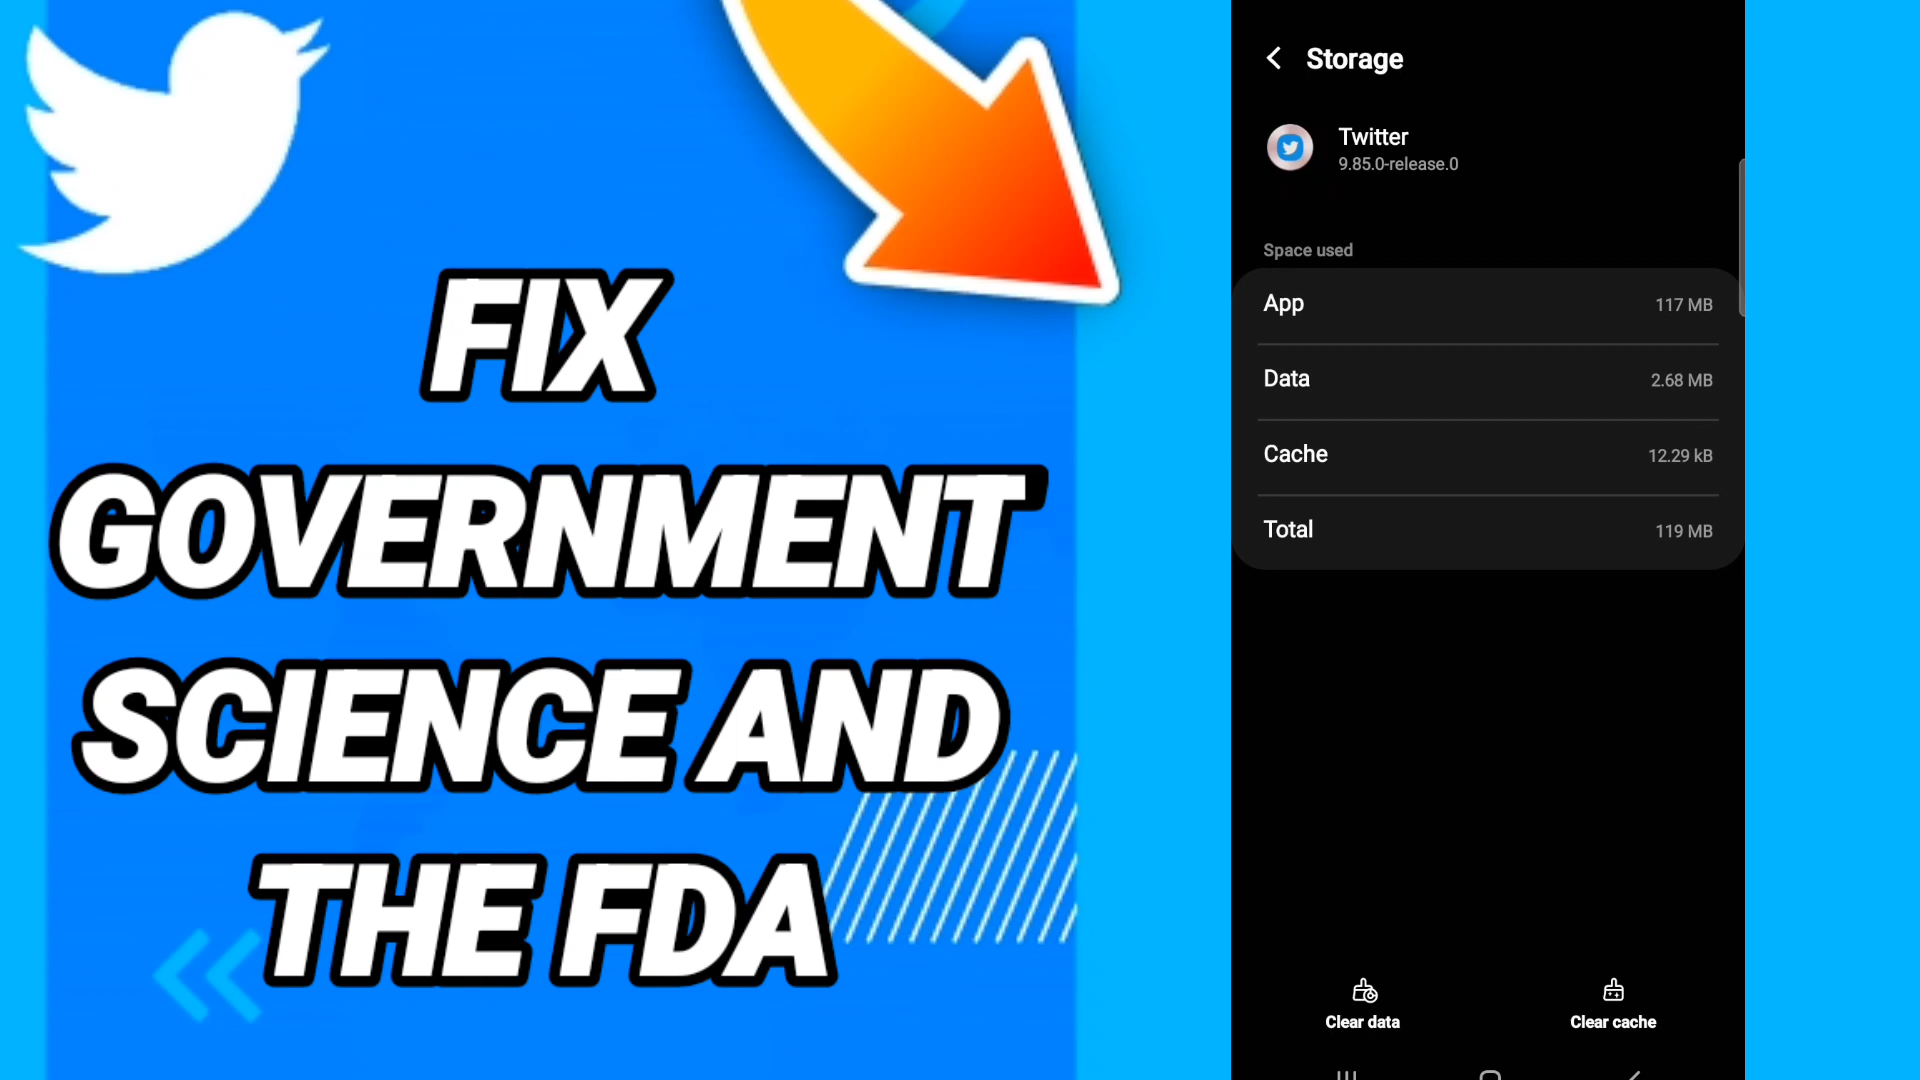 FIX
GOVERNMENT
SCIENCE AND
THE FDA
Storage
Twitter
9.85.0-release.0
Space used
App 117 MB
Data 2.68 MB
Cache 12.29 kB
Total 119 MB
Clear data Clear cache